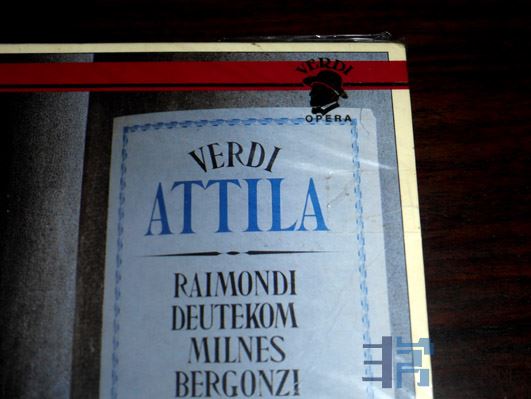 VERDI
OPERA
VERDI
ATTILA
RAIMONDI
DEUTEKOM
MILNES
BERGONZI